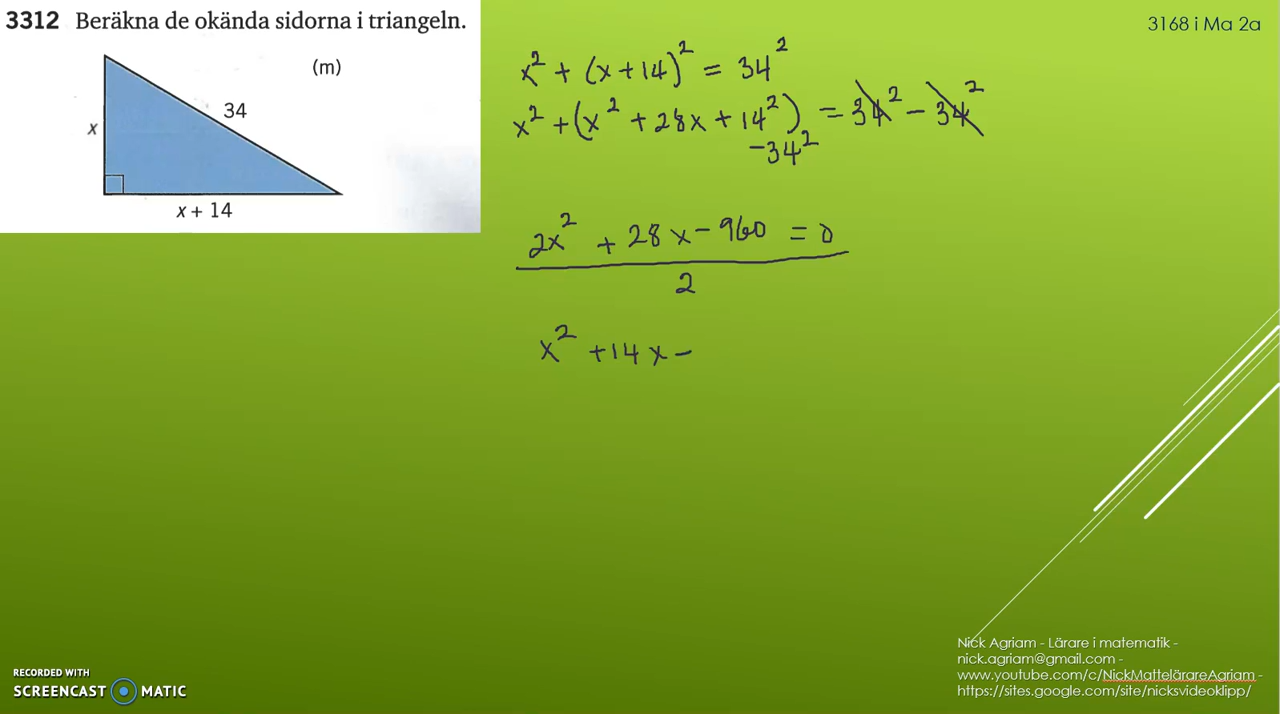 3312 Beräkna de okända sidorna i triangeln.
(m)
34
x
x + 14
3168 i Ma 2a
x² + (x+14)² = 34²
x² + (x² + 28x + 14²) = 34² - 34²
-34²
2x² + 28x - 960 = 0
2
x² + 14x -
Nick Agriam - Lärare i matematik -
nick.agriam@gmail.com -
www.youtube.com/c/NickMattelärareAgriam -
https://sites.google.com/site/nicksvideoklipp/
RECORDED WITH
SCREENCAST MATIC